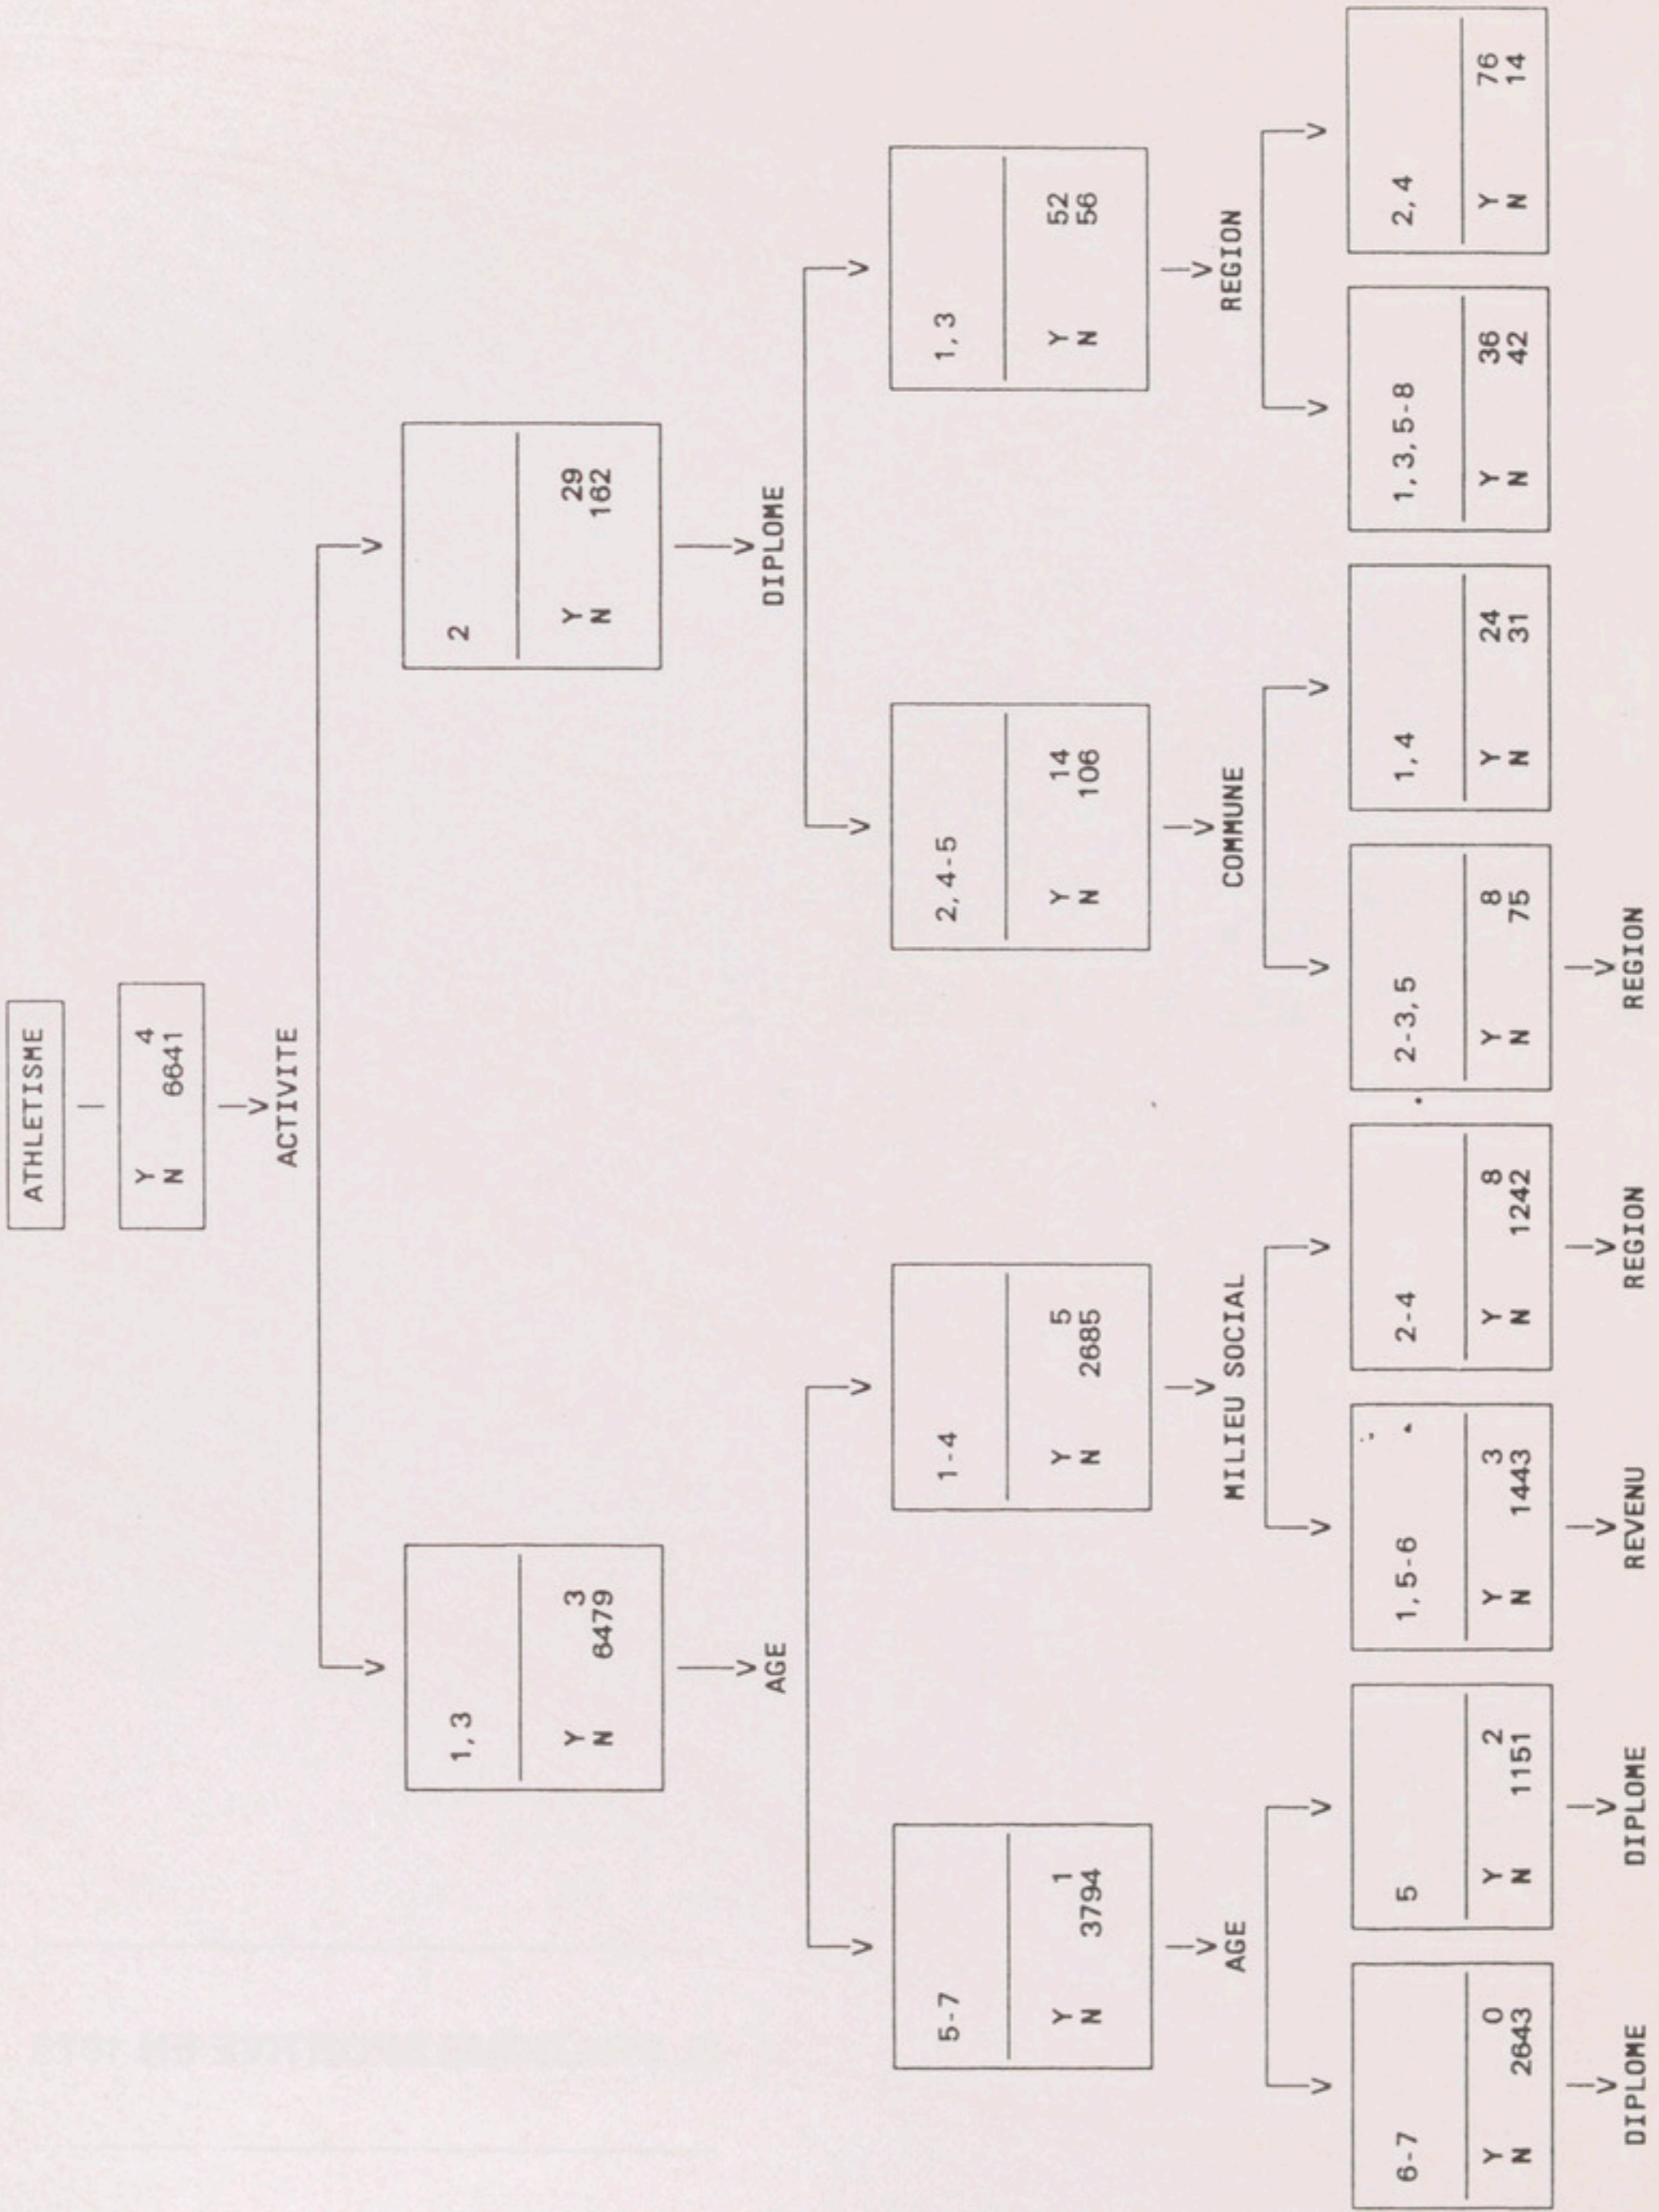 ATHLETISME
Y 4
N 6641
ACTIVITE
1,3
Y 3
N 6479
2
Y 29
N 162
AGE
DIPLOME
5-7
Y 1
N 3794
1-4
Y 5
N 2685
2,4-5
Y 14
N 106
1,3
Y 52
N 56
AGE
MILIEU SOCIAL
COMMUNE
REGION
6-7
Y 0
N 2643
5
Y 2
N 1151
1,5-6
Y 3
N 1443
2-4
Y 8
N 1242
2-3,5
Y 8
N 75
1,4
Y 24
N 31
1,3,5-8
Y 36
N 42
2,4
Y 76
N 14
DIPLOME
DIPLOME
REVENU
REGION
REGION